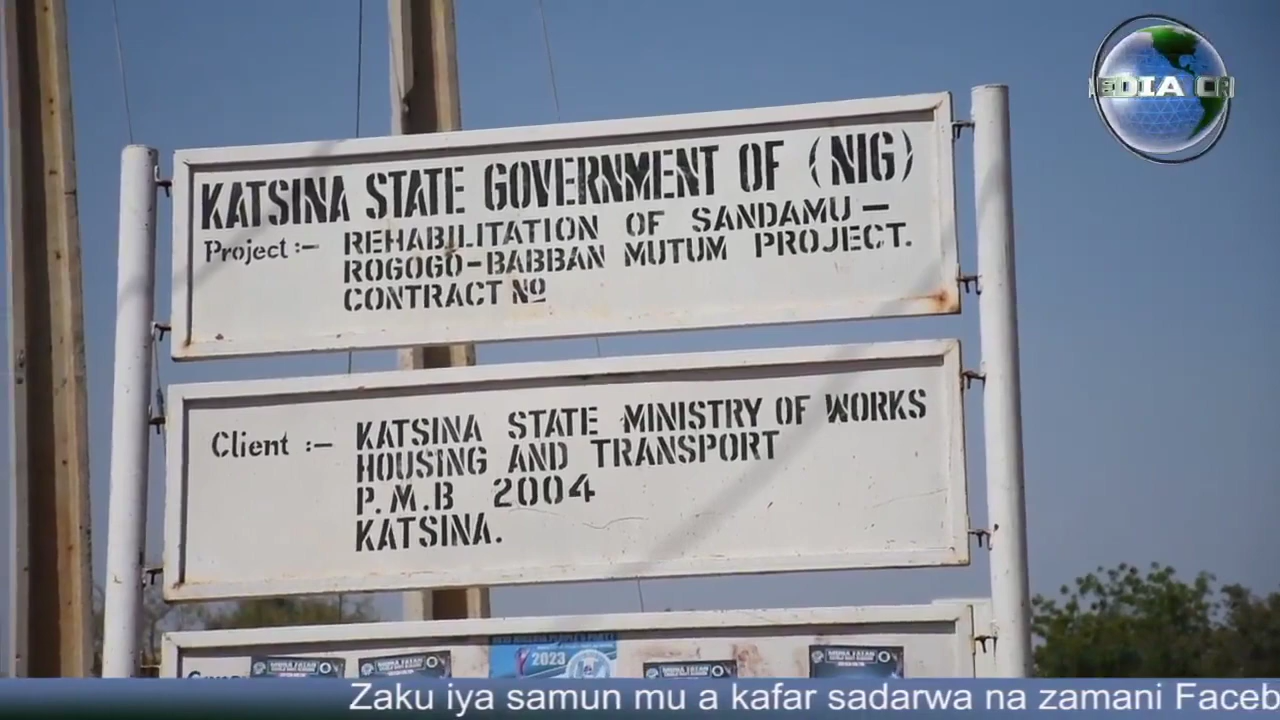 KATSINA STATE GOVERNMENT OF (NIG)
Project :- REHABILITATION OF SANDAMU -
ROGOGO-BABBAN MUTUM PROJECT.
CONTRACT Nº
Client :- KATSINA STATE MINISTRY OF WORKS
HOUSING AND TRANSPORT
P.M.B 2004
KATSINA.
2023
Zaku iya samun mu a kafar sadarwa na zamani Faceb